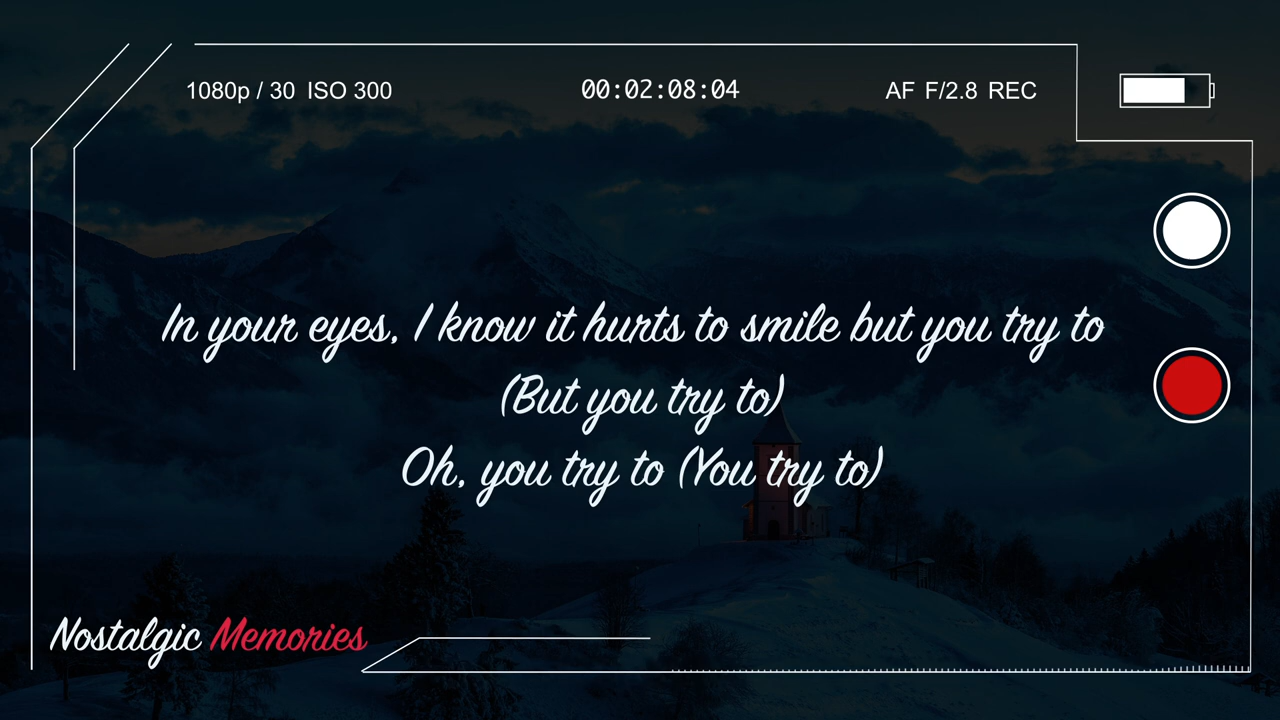 1080p / 30 ISO 300
00:02:08:04
AF F/2.8 REC
In your eyes, I know it hurts to smile but you try to
(But you try to)
Oh, you try to (You try to)
Nostalgic Memories